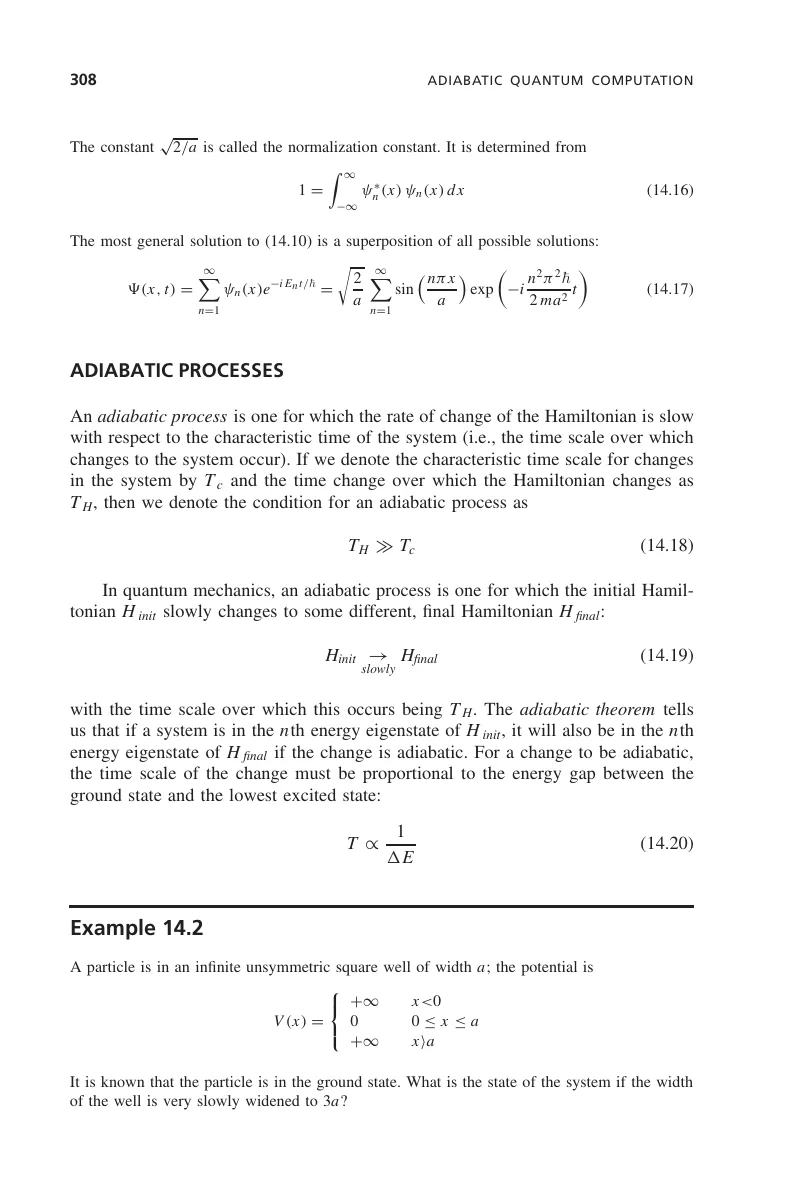 308
ADIABATIC QUANTUM COMPUTATION
The constant √2/a is called the normalization constant. It is determined from
1 = ∫_{−∞}^{∞} ψ_n^*(x) ψ_n(x) dx (14.16)
The most general solution to (14.10) is a superposition of all possible solutions:
Ψ(x, t) = ∑_{n=1}^{∞} ψ_n(x)e^{−iE_n t/ħ} = √(2/a) ∑_{n=1}^{∞} sin (nπx/a) exp (−i (n²π²ħ/2ma²) t) (14.17)
ADIABATIC PROCESSES
An adiabatic process is one for which the rate of change of the Hamiltonian is slow
with respect to the characteristic time of the system (i.e., the time scale over which
changes to the system occur). If we denote the characteristic time scale for changes
in the system by T_c and the time change over which the Hamiltonian changes as
T_H, then we denote the condition for an adiabatic process as
T_H ≫ T_c (14.18)
In quantum mechanics, an adiabatic process is one for which the initial Hamil-
tonian H_init slowly changes to some different, final Hamiltonian H_final:
H_init → H_final (14.19)
slowly
with the time scale over which this occurs being T_H. The adiabatic theorem tells
us that if a system is in the nth energy eigenstate of H_init, it will also be in the nth
energy eigenstate of H_final if the change is adiabatic. For a change to be adiabatic,
the time scale of the change must be proportional to the energy gap between the
ground state and the lowest excited state:
T ∝ 1/ΔE (14.20)
Example 14.2
A particle is in an infinite unsymmetric square well of width a; the potential is
V(x) = { +∞ x<0
0 0 ≤ x ≤ a
+∞ x⟩a
It is known that the particle is in the ground state. What is the state of the system if the width
of the well is very slowly widened to 3a?